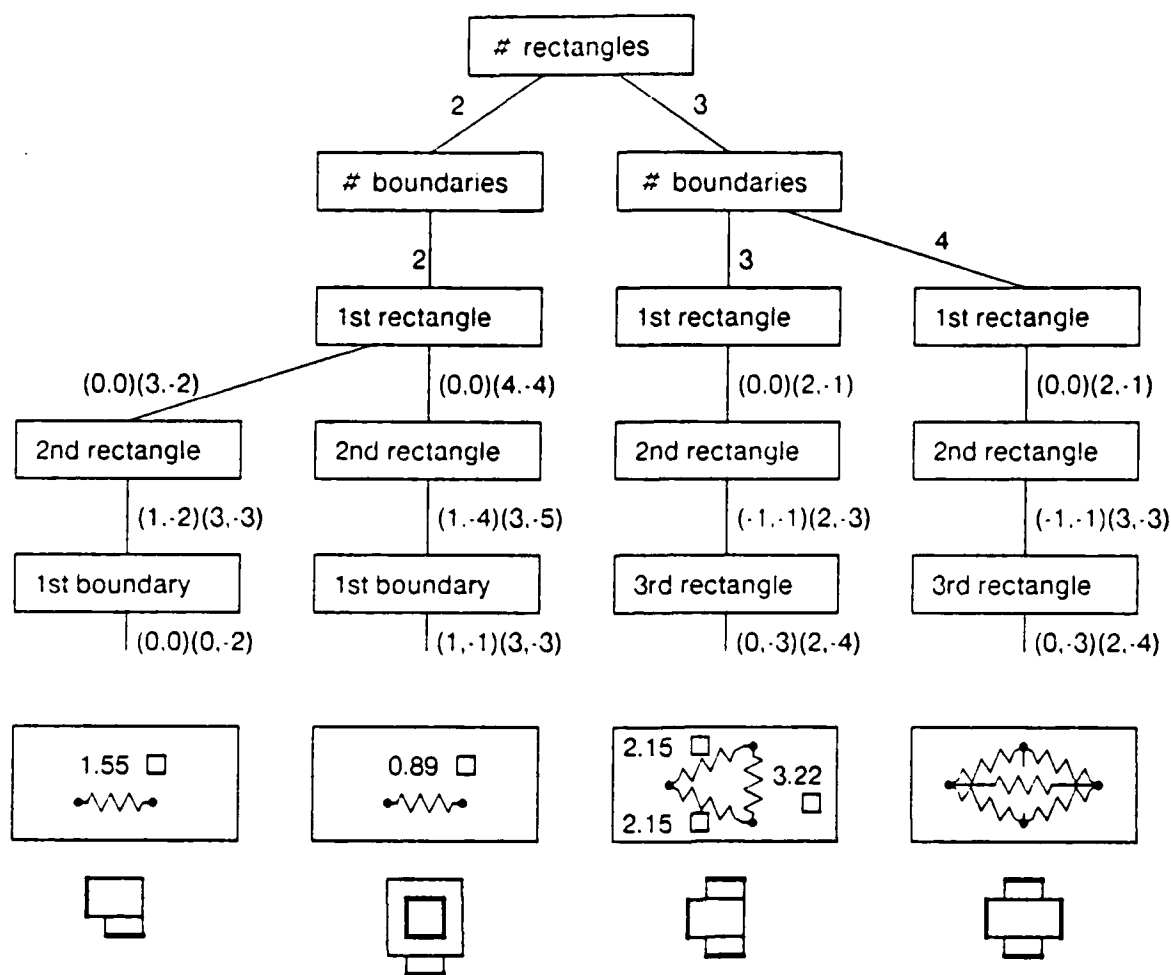 # rectangles
2 3
# boundaries # boundaries
2 3 4
1st rectangle 1st rectangle 1st rectangle
(0.0)(3,-2) (0,0)(4,-4) (0.0)(2,-1) (0,0)(2,-1)
2nd rectangle 2nd rectangle 2nd rectangle 2nd rectangle
(1,-2)(3,-3) (1,-4)(3,-5) (-1,-1)(2,-3) (-1,-1)(3,-3)
1st boundary 1st boundary 3rd rectangle 3rd rectangle
(0.0)(0,-2) (1,-1)(3,-3) (0,-3)(2,-4) (0,-3)(2,-4)
1.55 0.89 2.15 3.22
2.15